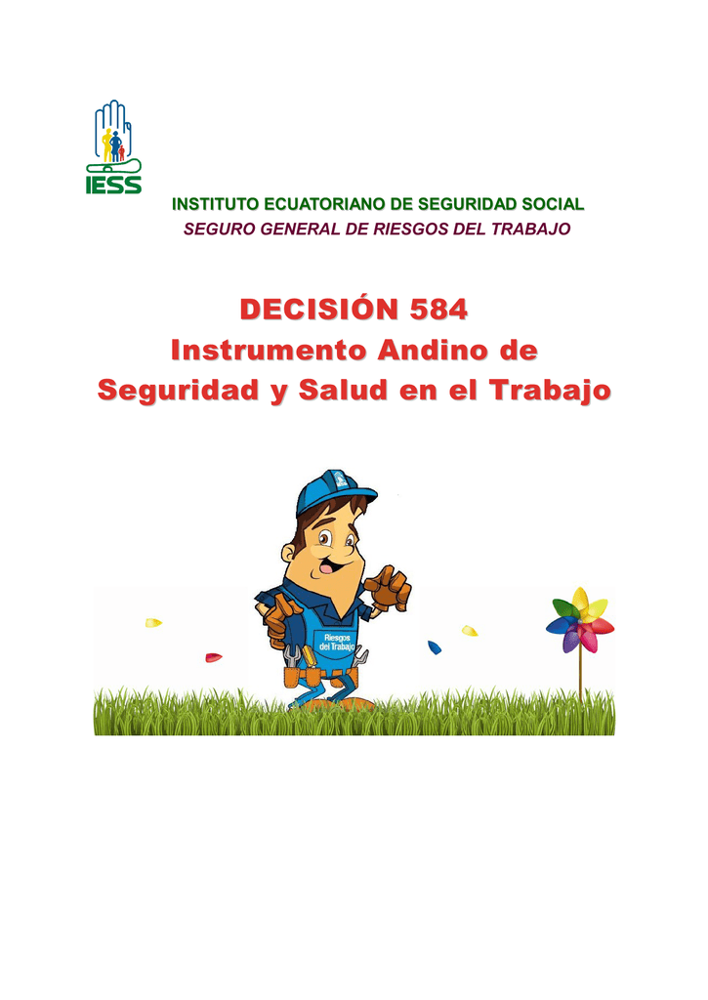 IESS
INSTITUTO ECUATORIANO DE SEGURIDAD SOCIAL
SEGURO GENERAL DE RIESGOS DEL TRABAJO
DECISIÓN 584
Instrumento Andino de
Seguridad y Salud en el Trabajo
Riesgos
del Trabajo